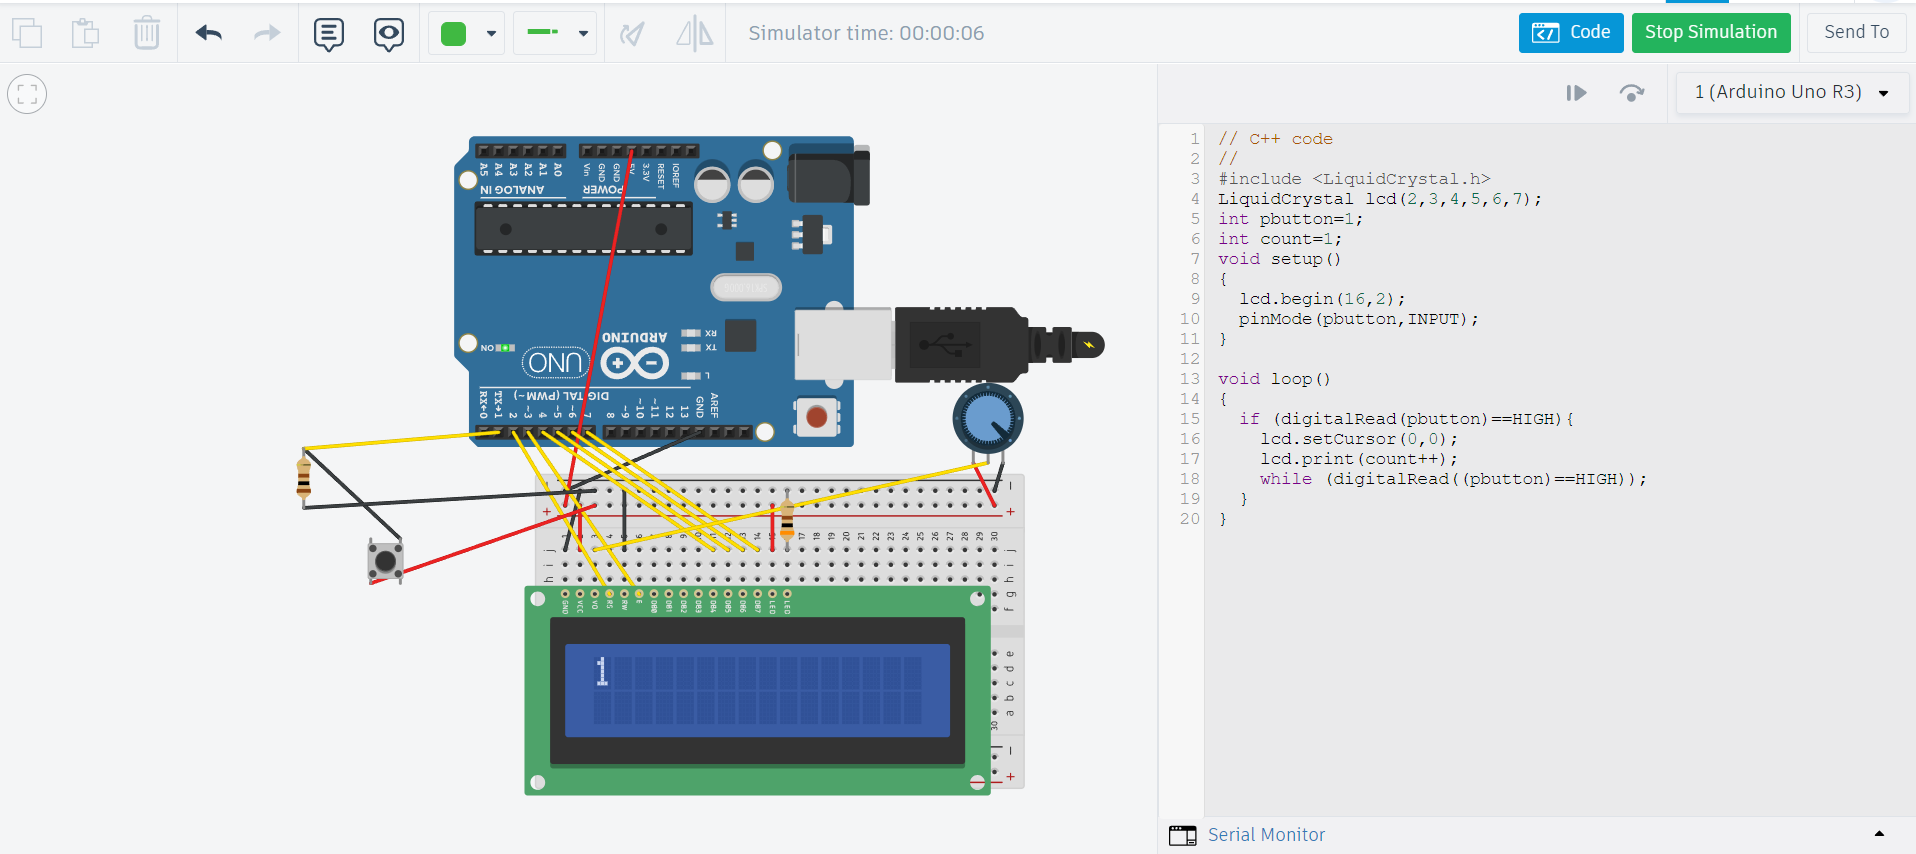 Simulator time: 00:00:06
Code
Stop Simulation
Send To
1 (Arduino Uno R3)
A5 A4 A3 A2 A1 A0
Vin GND GND 5V 3.3V RESET IOREF
ANALOG IN
POWER
RX
TX
ARDUINO
ON
UNO
L
DIGITAL (PWM~)
RX←0 TX→1 2 ~3 4 ~5 ~6 7 8 ~9 ~10 ~11 12 13 GND AREF
GND VCC VO RS RW E DB0 DB1 DB2 DB3 DB4 DB5 DB6 DB7 LED LED
1
1 // C++ code
2 //
3 #include <LiquidCrystal.h>
4 LiquidCrystal lcd(2,3,4,5,6,7);
5 int pbutton=1;
6 int count=1;
7 void setup()
8 {
9 lcd.begin(16,2);
10 pinMode(pbutton,INPUT);
11 }
12
13 void loop()
14 {
15 if (digitalRead(pbutton)==HIGH){
16 lcd.setCursor(0,0);
17 lcd.print(count++);
18 while (digitalRead((pbutton)==HIGH));
19 }
20 }
Serial Monitor